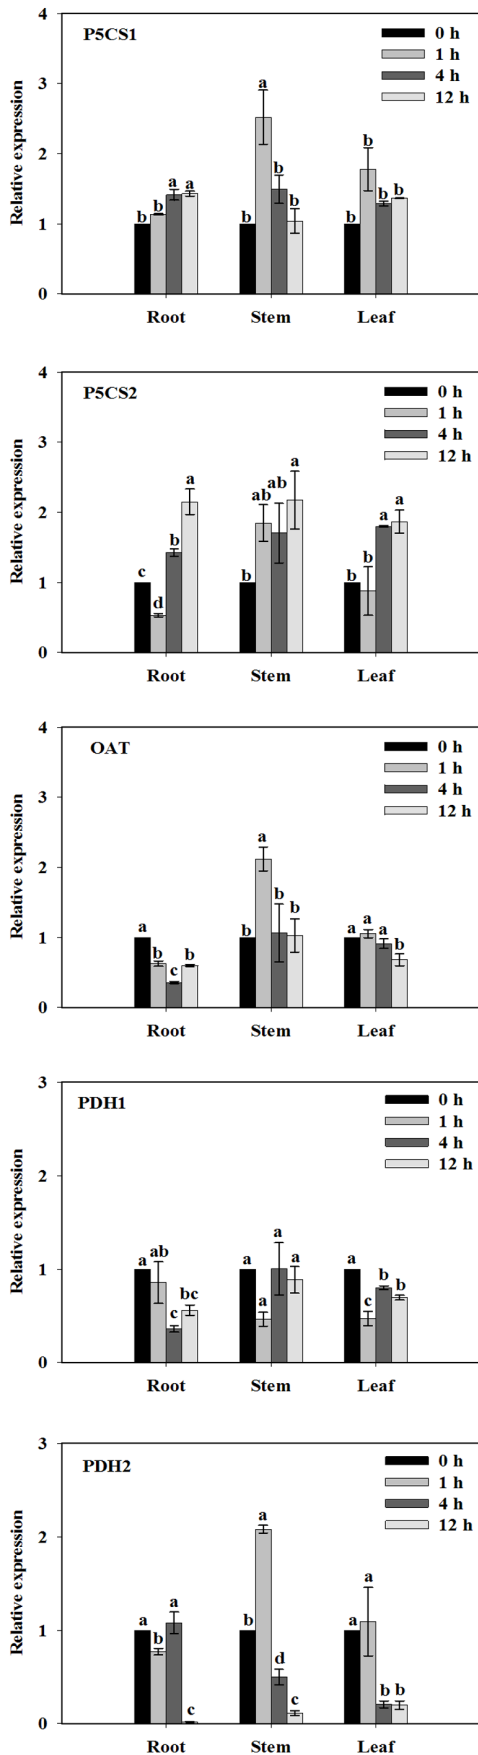 P5CS1
0 h
1 h
4 h
12 h
Relative expression
4
3
2
1
0
b b a a
b a b b
b b b b
Root Stem Leaf
P5CS2
0 h
1 h
4 h
12 h
Relative expression
4
3
2
1
0
c d b a
b ab ab a
b b a a
Root Stem Leaf
OAT
0 h
1 h
4 h
12 h
Relative expression
4
3
2
1
0
a b c b
b a b b
a a a b
Root Stem Leaf
PDH1
0 h
1 h
4 h
12 h
Relative expression
3
2
1
0
a ab c bc
a a a a
a c b b
Root Stem Leaf
PDH2
0 h
1 h
4 h
12 h
Relative expression
3
2
1
0
a b a c
b a d c
a a b b
Root Stem Leaf